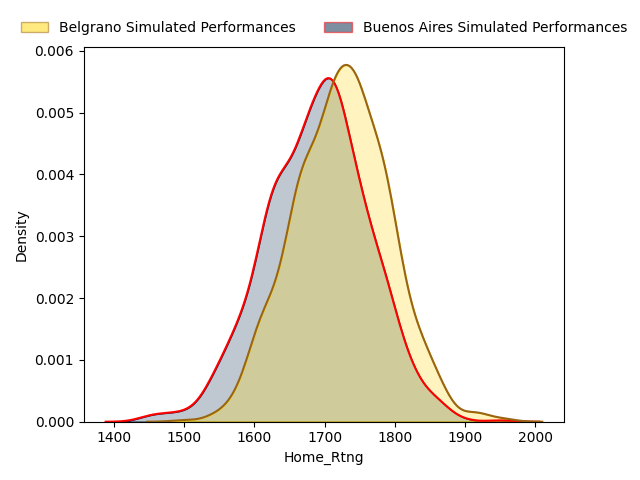 Belgrano Simulated Performances
Buenos Aires Simulated Performances
0.006
0.005
0.004
0.003
0.002
0.001
0.000
Density
1400 1500 1600 1700 1800 1900 2000
Home_Rtng